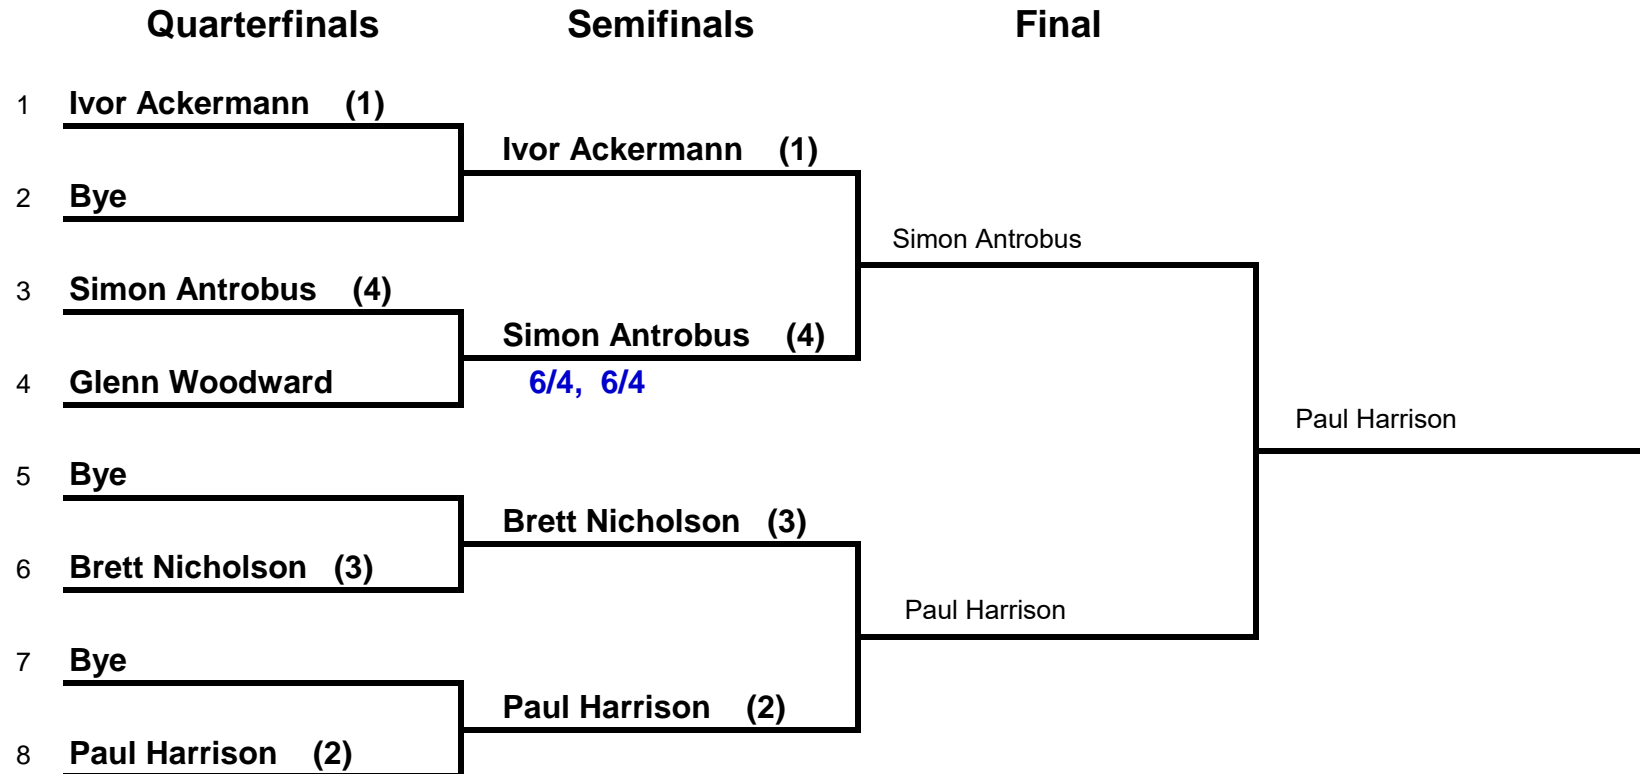 Quarterfinals Semifinals Final
1 Ivor Ackermann (1)
Ivor Ackermann (1)
2 Bye
Simon Antrobus
3 Simon Antrobus (4)
Simon Antrobus (4)
4 Glenn Woodward 6/4, 6/4
Paul Harrison
5 Bye
Brett Nicholson (3)
6 Brett Nicholson (3)
Paul Harrison
7 Bye
Paul Harrison (2)
8 Paul Harrison (2)